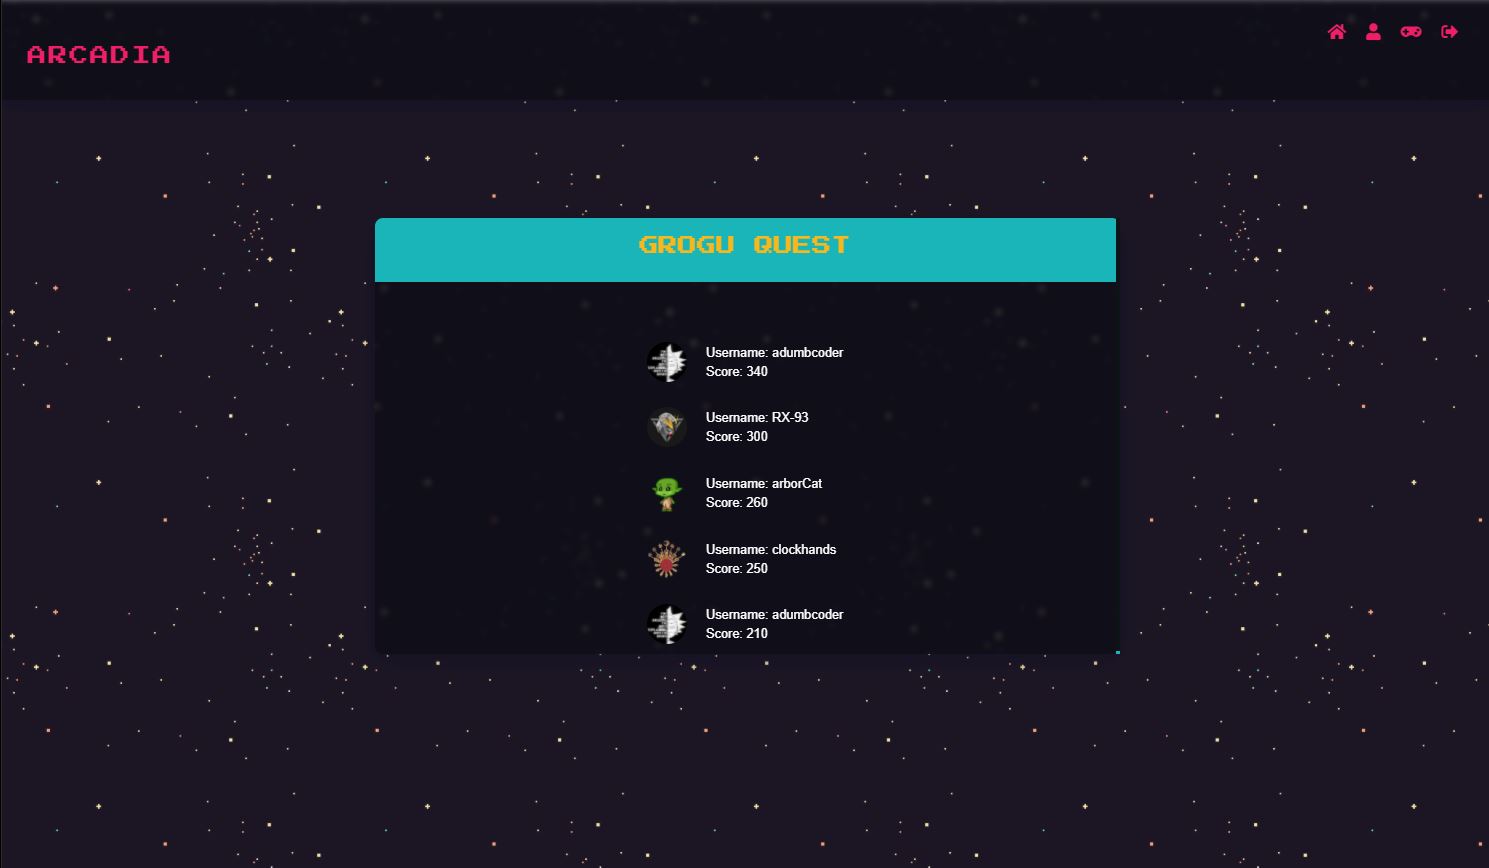 ARCADIA
GROGU QUEST
Username: adumbcoder
Score: 340
Username: RX-93
Score: 300
Username: arborCat
Score: 260
Username: clockhands
Score: 250
Username: adumbcoder
Score: 210